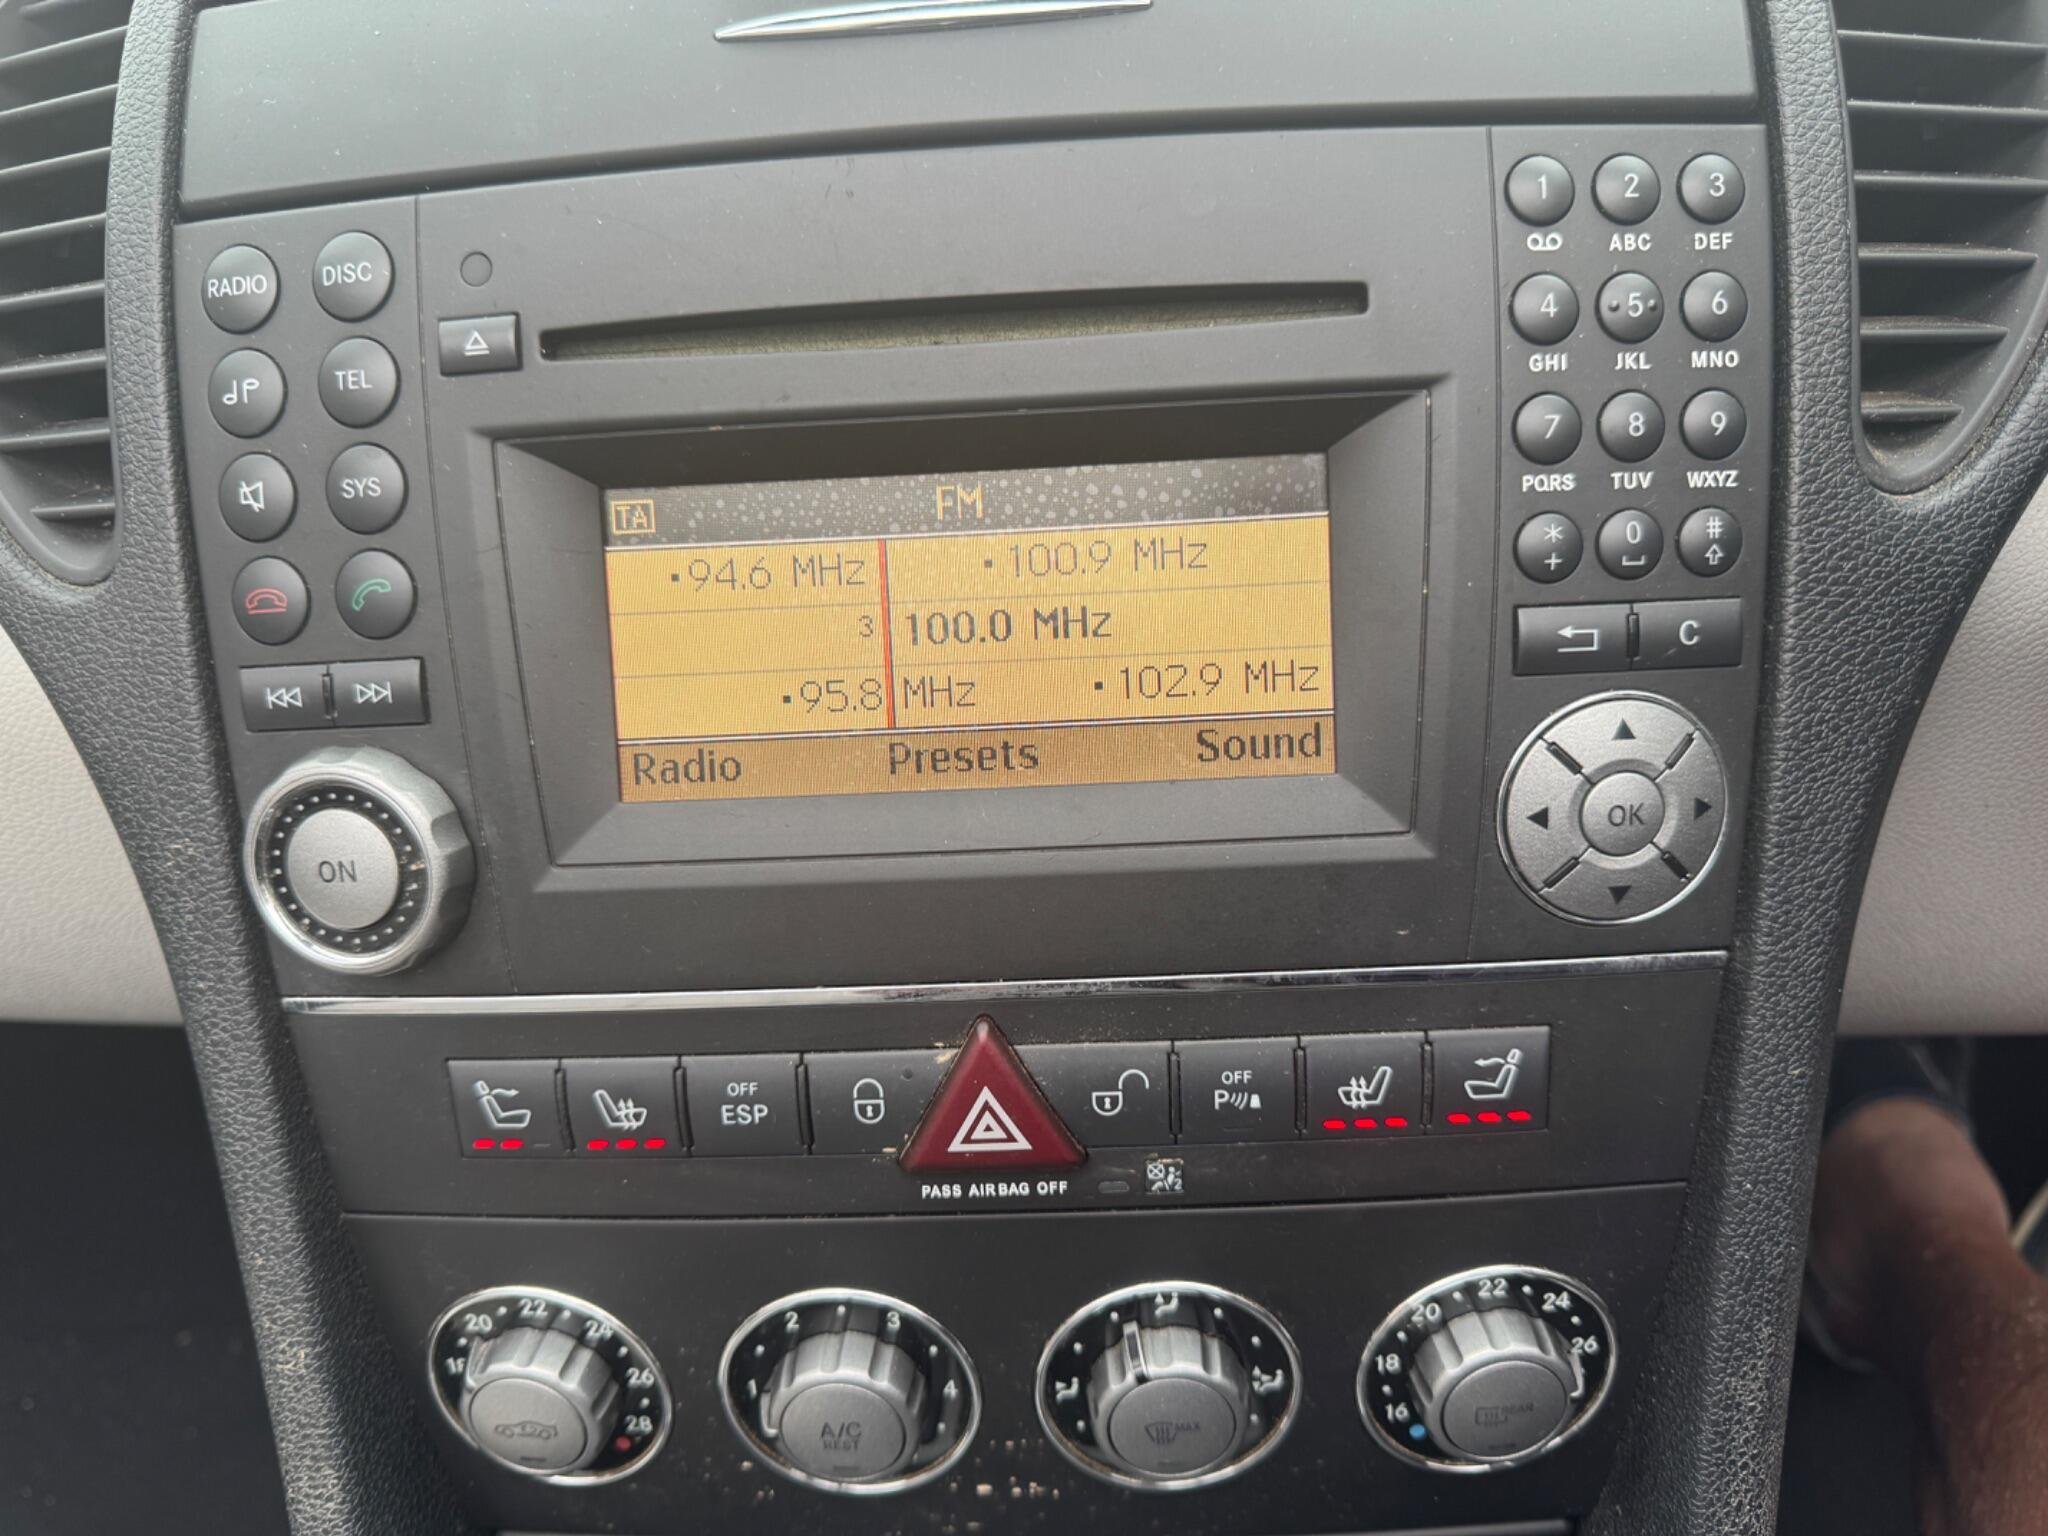 RADIO
DISC
TEL
SYS
ON
1
2
ABC
3
DEF
4
GHI
5
JKL
6
MNO
7
PQRS
8
TUV
9
WXYZ
*
+
0
#
C
OK
TA
FM
·94.6 MHz
·100.9 MHz
3
100.0 MHz
·95.8 MHz
·102.9 MHz
Radio
Presets
Sound
OFF
ESP
OFF
P
PASS AIRBAG OFF
20 22 24 26 28
1 2 3 4
A/C
REST
MAX
16 18 20 22 24 26
REAR